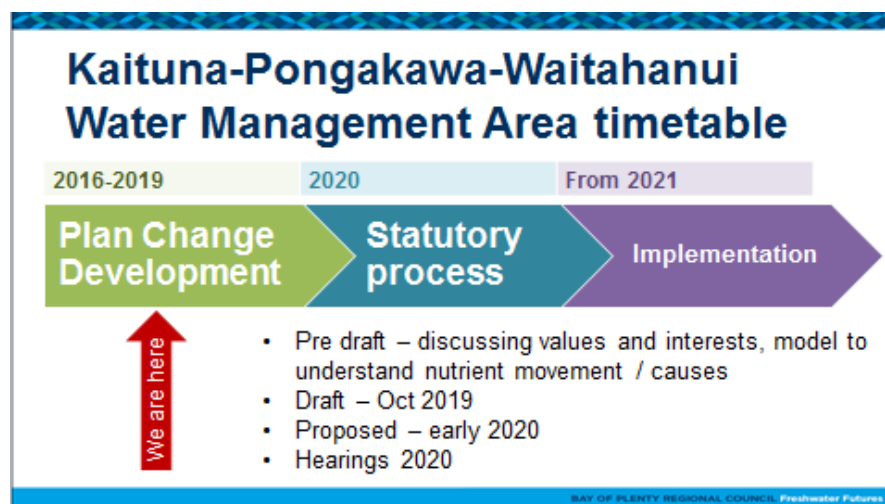 Kaituna-Pongakawa-Waitahanui
Water Management Area timetable
2016-2019
2020
From 2021
Plan Change
Development
Statutory
process
Implementation
We are here
• Pre draft – discussing values and interests, model to
understand nutrient movement / causes
• Draft – Oct 2019
• Proposed – early 2020
• Hearings 2020
BAY OF PLENTY REGIONAL COUNCIL Freshwater Futures